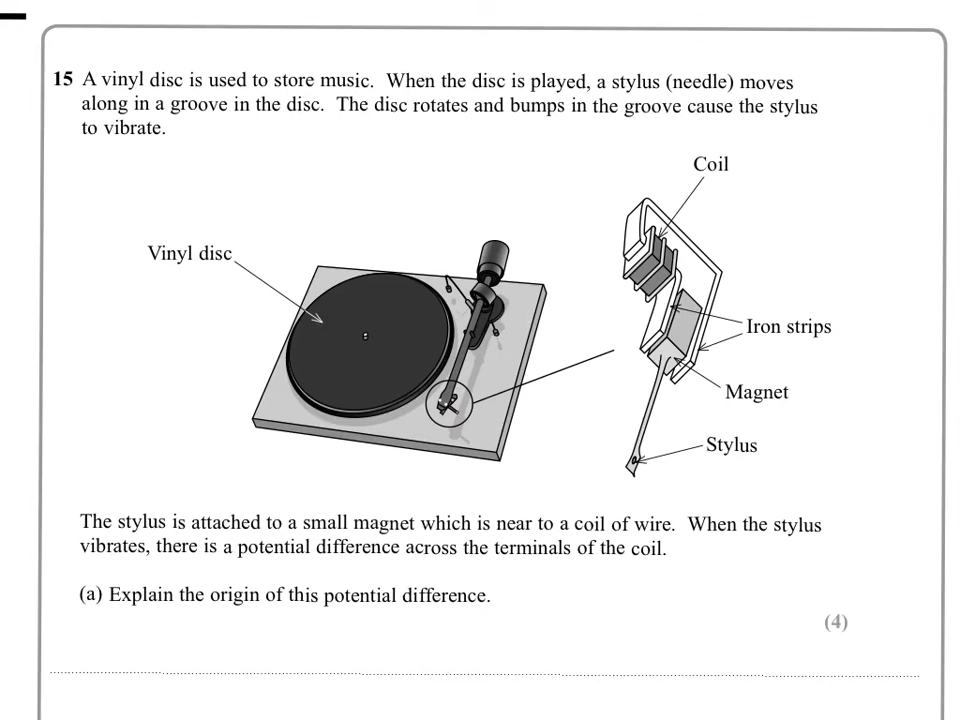 15 A vinyl disc is used to store music. When the disc is played, a stylus (needle) moves
along in a groove in the disc. The disc rotates and bumps in the groove cause the stylus
to vibrate.
Coil
Vinyl disc
Iron strips
Magnet
Stylus
The stylus is attached to a small magnet which is near to a coil of wire. When the stylus
vibrates, there is a potential difference across the terminals of the coil.
(a) Explain the origin of this potential difference.
(4)